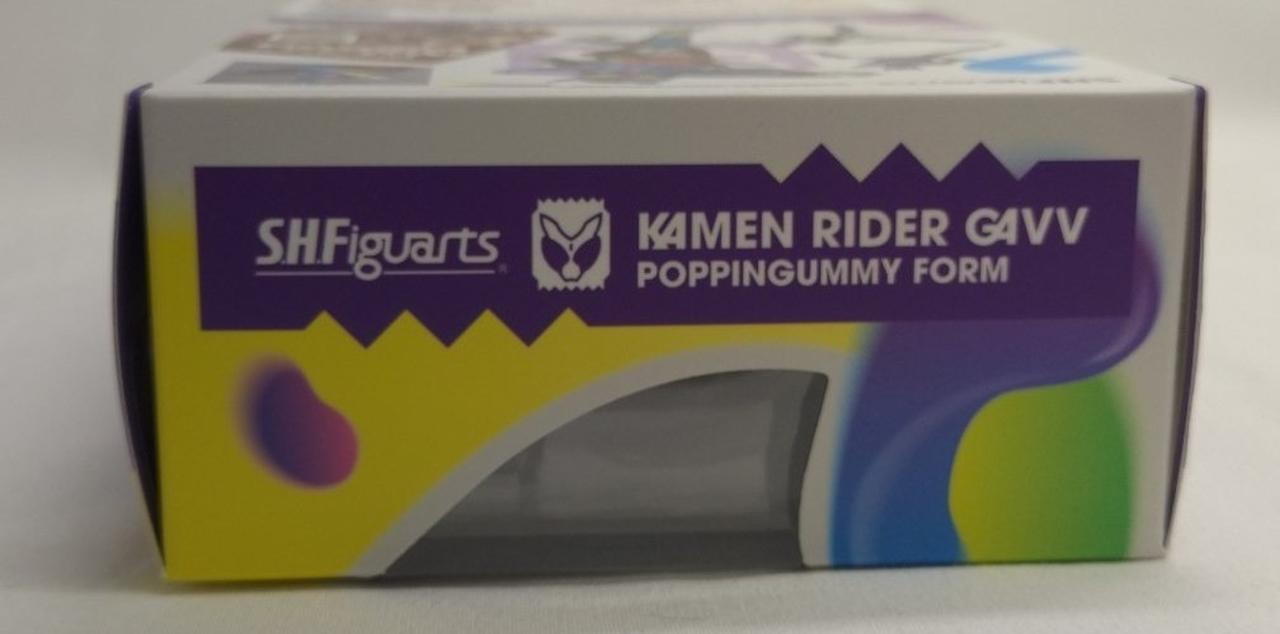 S.H.Figuarts®
KAMEN RIDER GAVV
POPPINGUMMY FORM